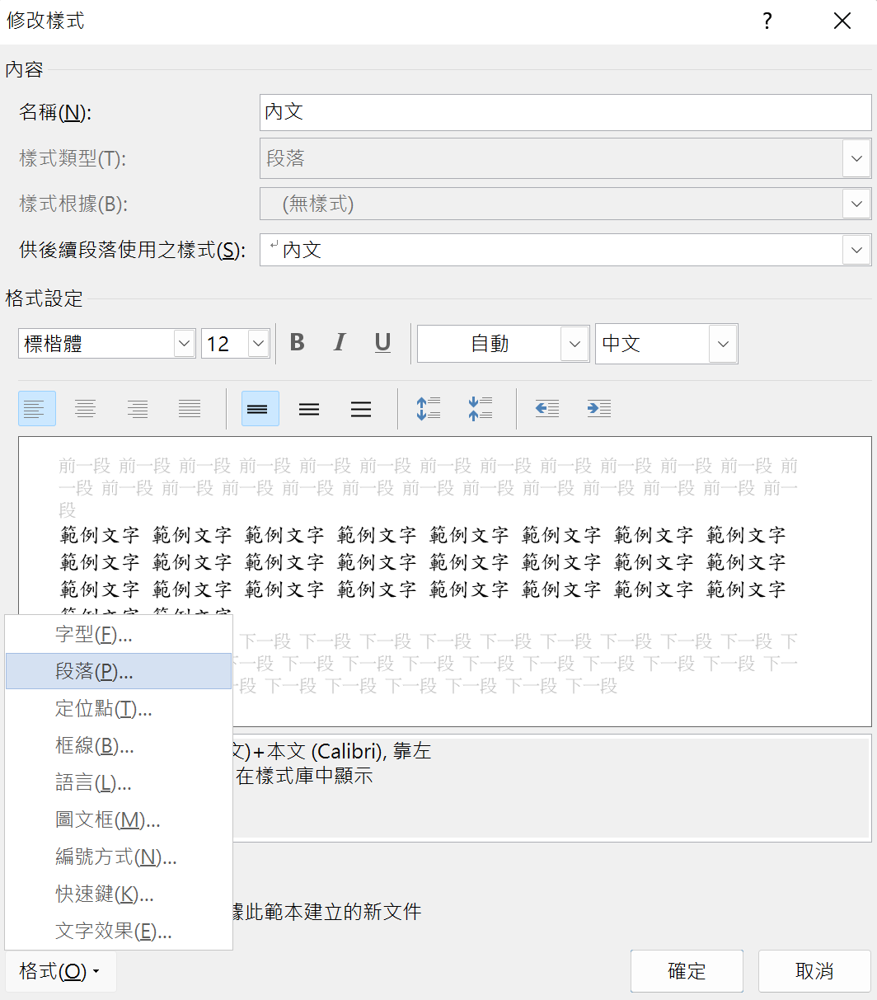 修改樣式
?
內容
名稱(N):
內文
樣式類型(T):
段落
樣式根據(B):
(無樣式)
供後續段落使用之樣式(S):
↵ 內文
格式設定
標楷體
12
B I U
自動
中文
前一段 前一段 前一段 前一段 前一段 前一段 前一段 前一段 前一段 前一段 前一段 前一段 前
一段 前一段 前一段 前一段 前一段 前一段 前一段 前一段 前一段 前一段 前一段 前一段 前一
段
範例文字 範例文字 範例文字 範例文字 範例文字 範例文字 範例文字 範例文字
範例文字 範例文字 範例文字 範例文字 範例文字 範例文字 範例文字 範例文字
範例文字 範例文字 範例文字 範例文字 範例文字 範例文字 範例文字 範例文字
下一段 下一段 下一段 下一段 下一段 下一段 下一段 下一段 下一段 下
下一段 下一段 下一段 下一段 下一段 下一段 下一段 下一段 下一段 下一
一段 下一段 下一段 下一段 下一段 下一段 下一段
字型(F)...
段落(P)...
定位點(T)...
框線(B)...
語言(L)...
圖文框(M)...
編號方式(N)...
快速鍵(K)...
文字效果(E)...
文)+本文 (Calibri), 靠左
在樣式庫中顯示
據此範本建立的新文件
格式(O)
確定
取消